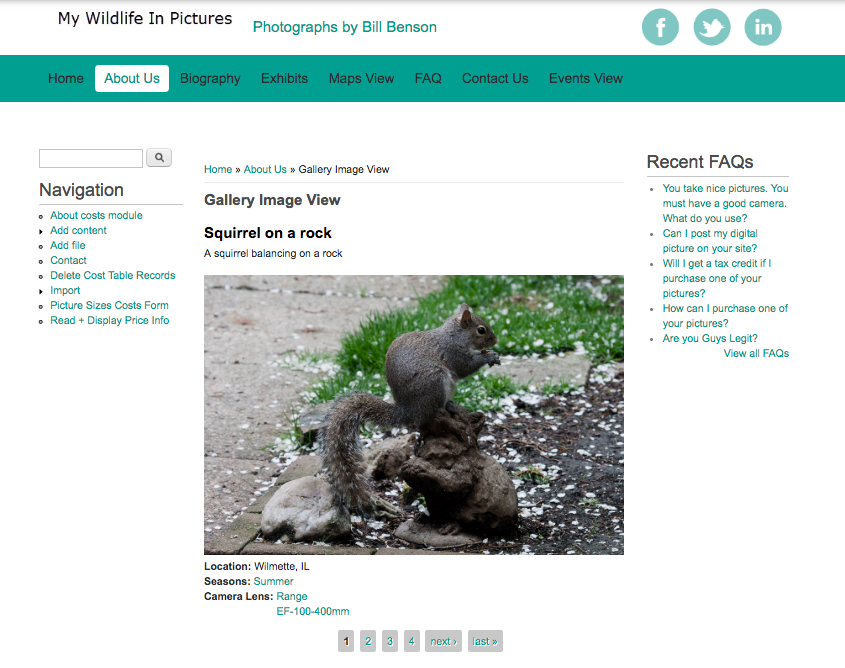 My Wildlife In Pictures
Photographs by Bill Benson
Home About Us Biography Exhibits Maps View FAQ Contact Us Events View
Navigation
About costs module
Add content
Add file
Contact
Delete Cost Table Records
Import
Picture Sizes Costs Form
Read + Display Price Info
Home » About Us » Gallery Image View
Gallery Image View
Squirrel on a rock
A squirrel balancing on a rock
Location: Wilmette, IL
Seasons: Summer
Camera Lens: Range
EF-100-400mm
1 2 3 4 next › last »
Recent FAQs
You take nice pictures. You
must have a good camera.
What do you use?
Can I post my digital
picture on your site?
Will I get a tax credit if I
purchase one of your
pictures?
How can I purchase one of
your pictures?
Are you Guys Legit?
View all FAQs